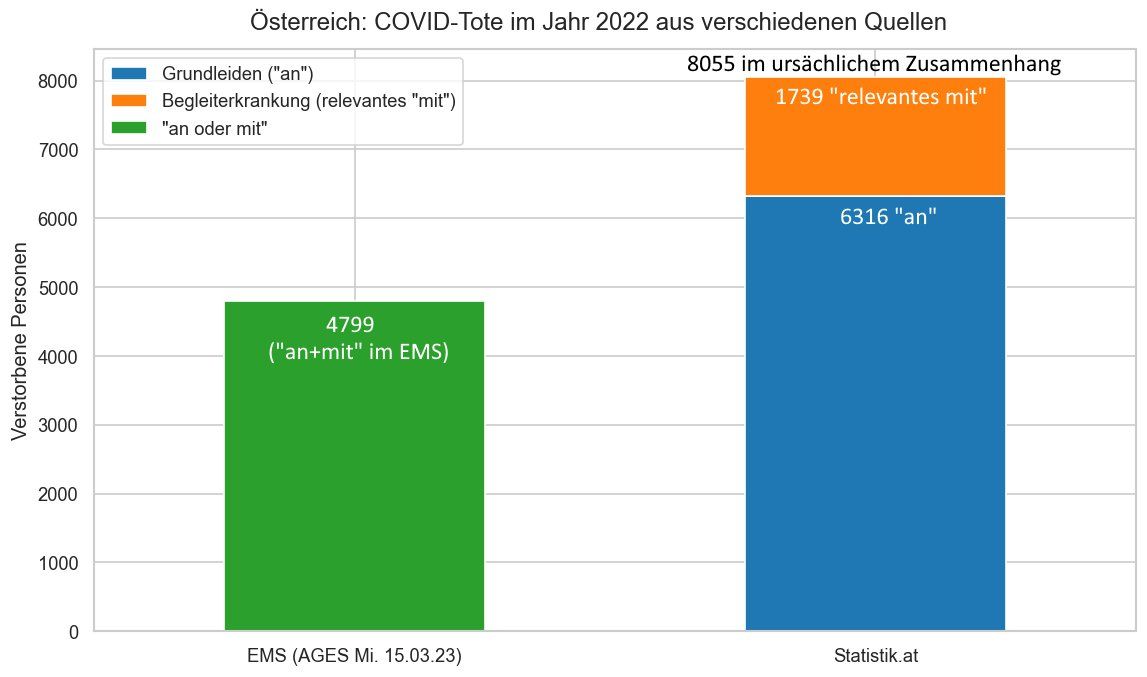 Österreich: COVID-Tote im Jahr 2022 aus verschiedenen Quellen
Grundleiden ("an")
Begleiterkrankung (relevantes "mit")
"an oder mit"
8055 im ursächlichem Zusammenhang
1739 "relevantes mit"
6316 "an"
4799
("an+mit" im EMS)
Verstorbene Personen
8000
7000
6000
5000
4000
3000
2000
1000
0
EMS (AGES Mi. 15.03.23)
Statistik.at